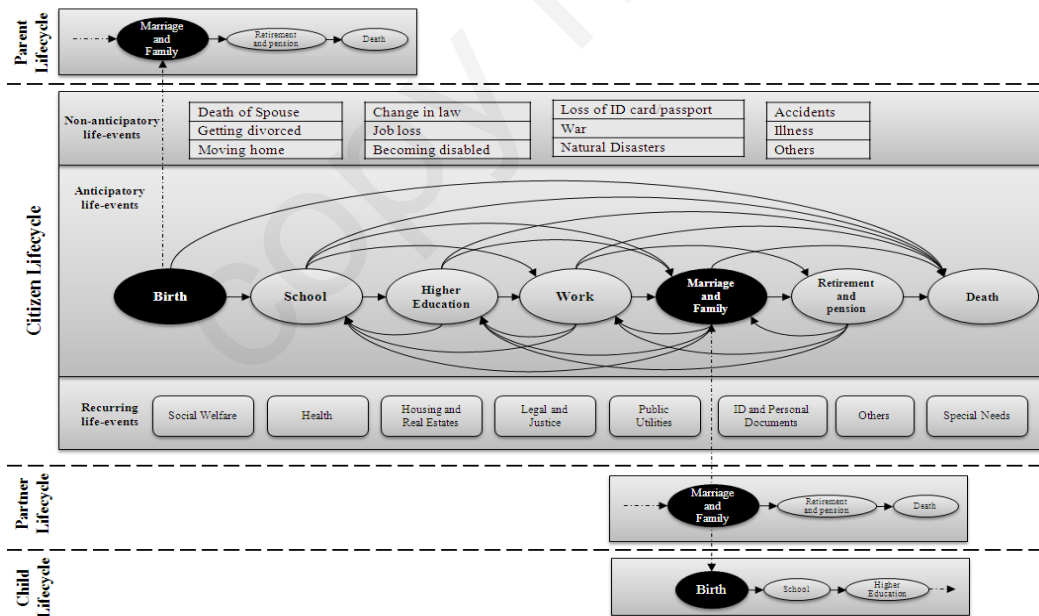 Parent
Lifecycle
Marriage
and
Family
Retirement
and pension
Death
Citizen Lifecycle
Non-anticipatory
life-events
Death of Spouse
Getting divorced
Moving home
Change in law
Job loss
Becoming disabled
Loss of ID card/passport
War
Natural Disasters
Accidents
Illness
Others
Anticipatory
life-events
Birth
School
Higher
Education
Work
Marriage
and
Family
Retirement
and
pension
Death
Recurring
life-events
Social Welfare
Health
Housing and
Real Estates
Legal and
Justice
Public
Utilities
ID and Personal
Documents
Others
Special Needs
Partner
Lifecycle
Marriage
and
Family
Retirement
and pension
Death
Child
Lifecycle
Birth
School
Higher
Education
copy